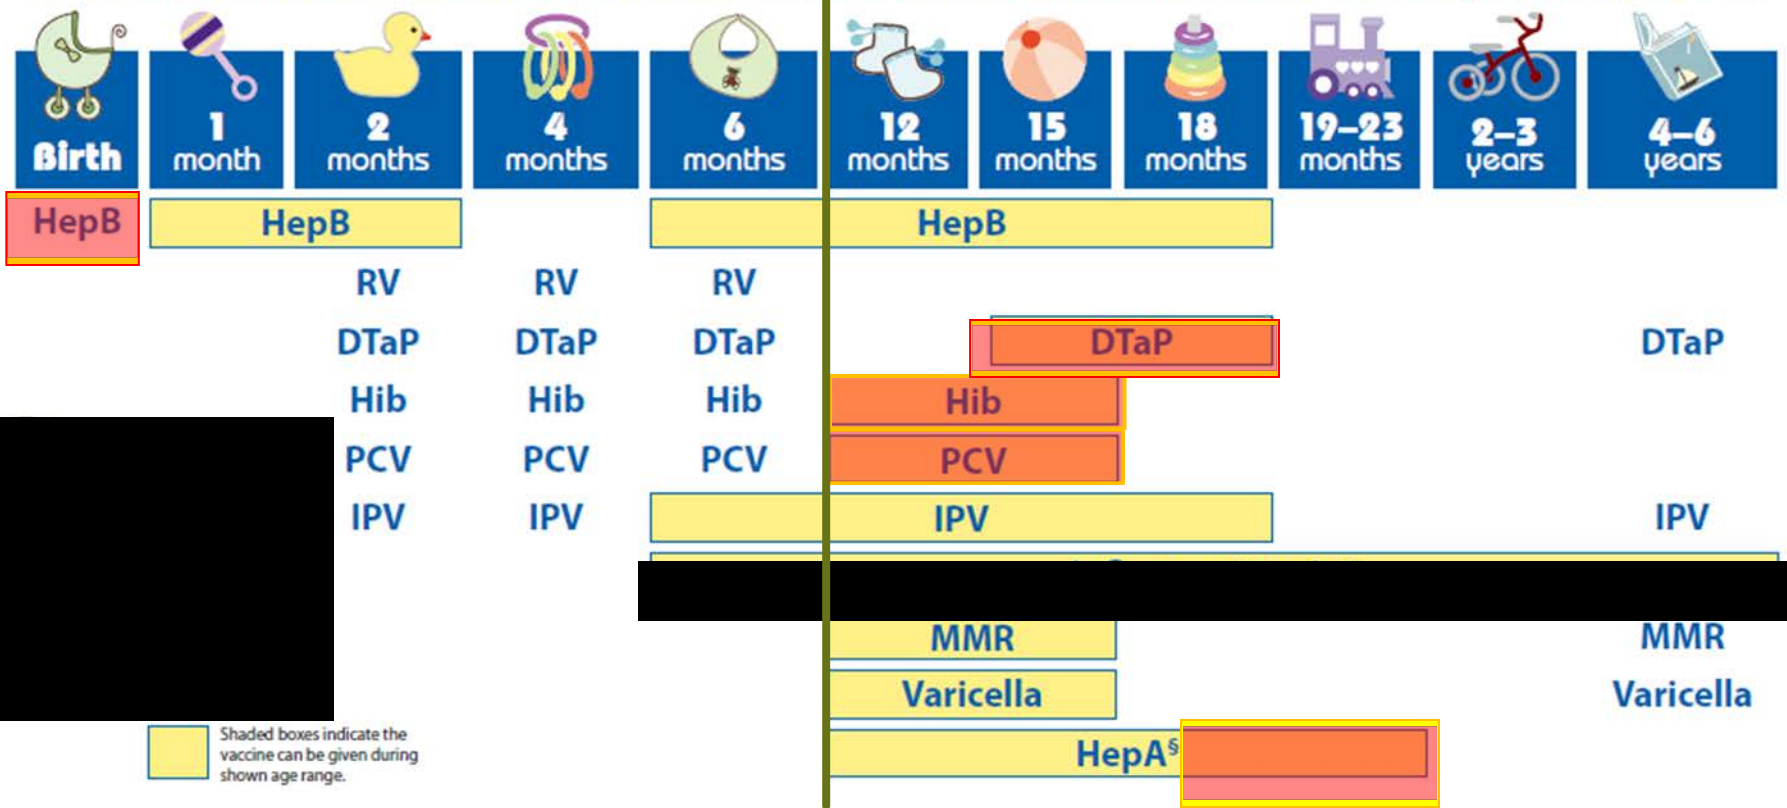 Birth
1 month
2 months
4 months
6 months
12 months
15 months
18 months
19–23 months
2–3 years
4–6 years
HepB HepB HepB
RV RV RV
DTaP DTaP DTaP DTaP DTaP
Hib Hib Hib Hib
PCV PCV PCV PCV
IPV IPV IPV IPV
MMR MMR
Varicella Varicella
HepA§
Shaded boxes indicate the
vaccine can be given during
shown age range.